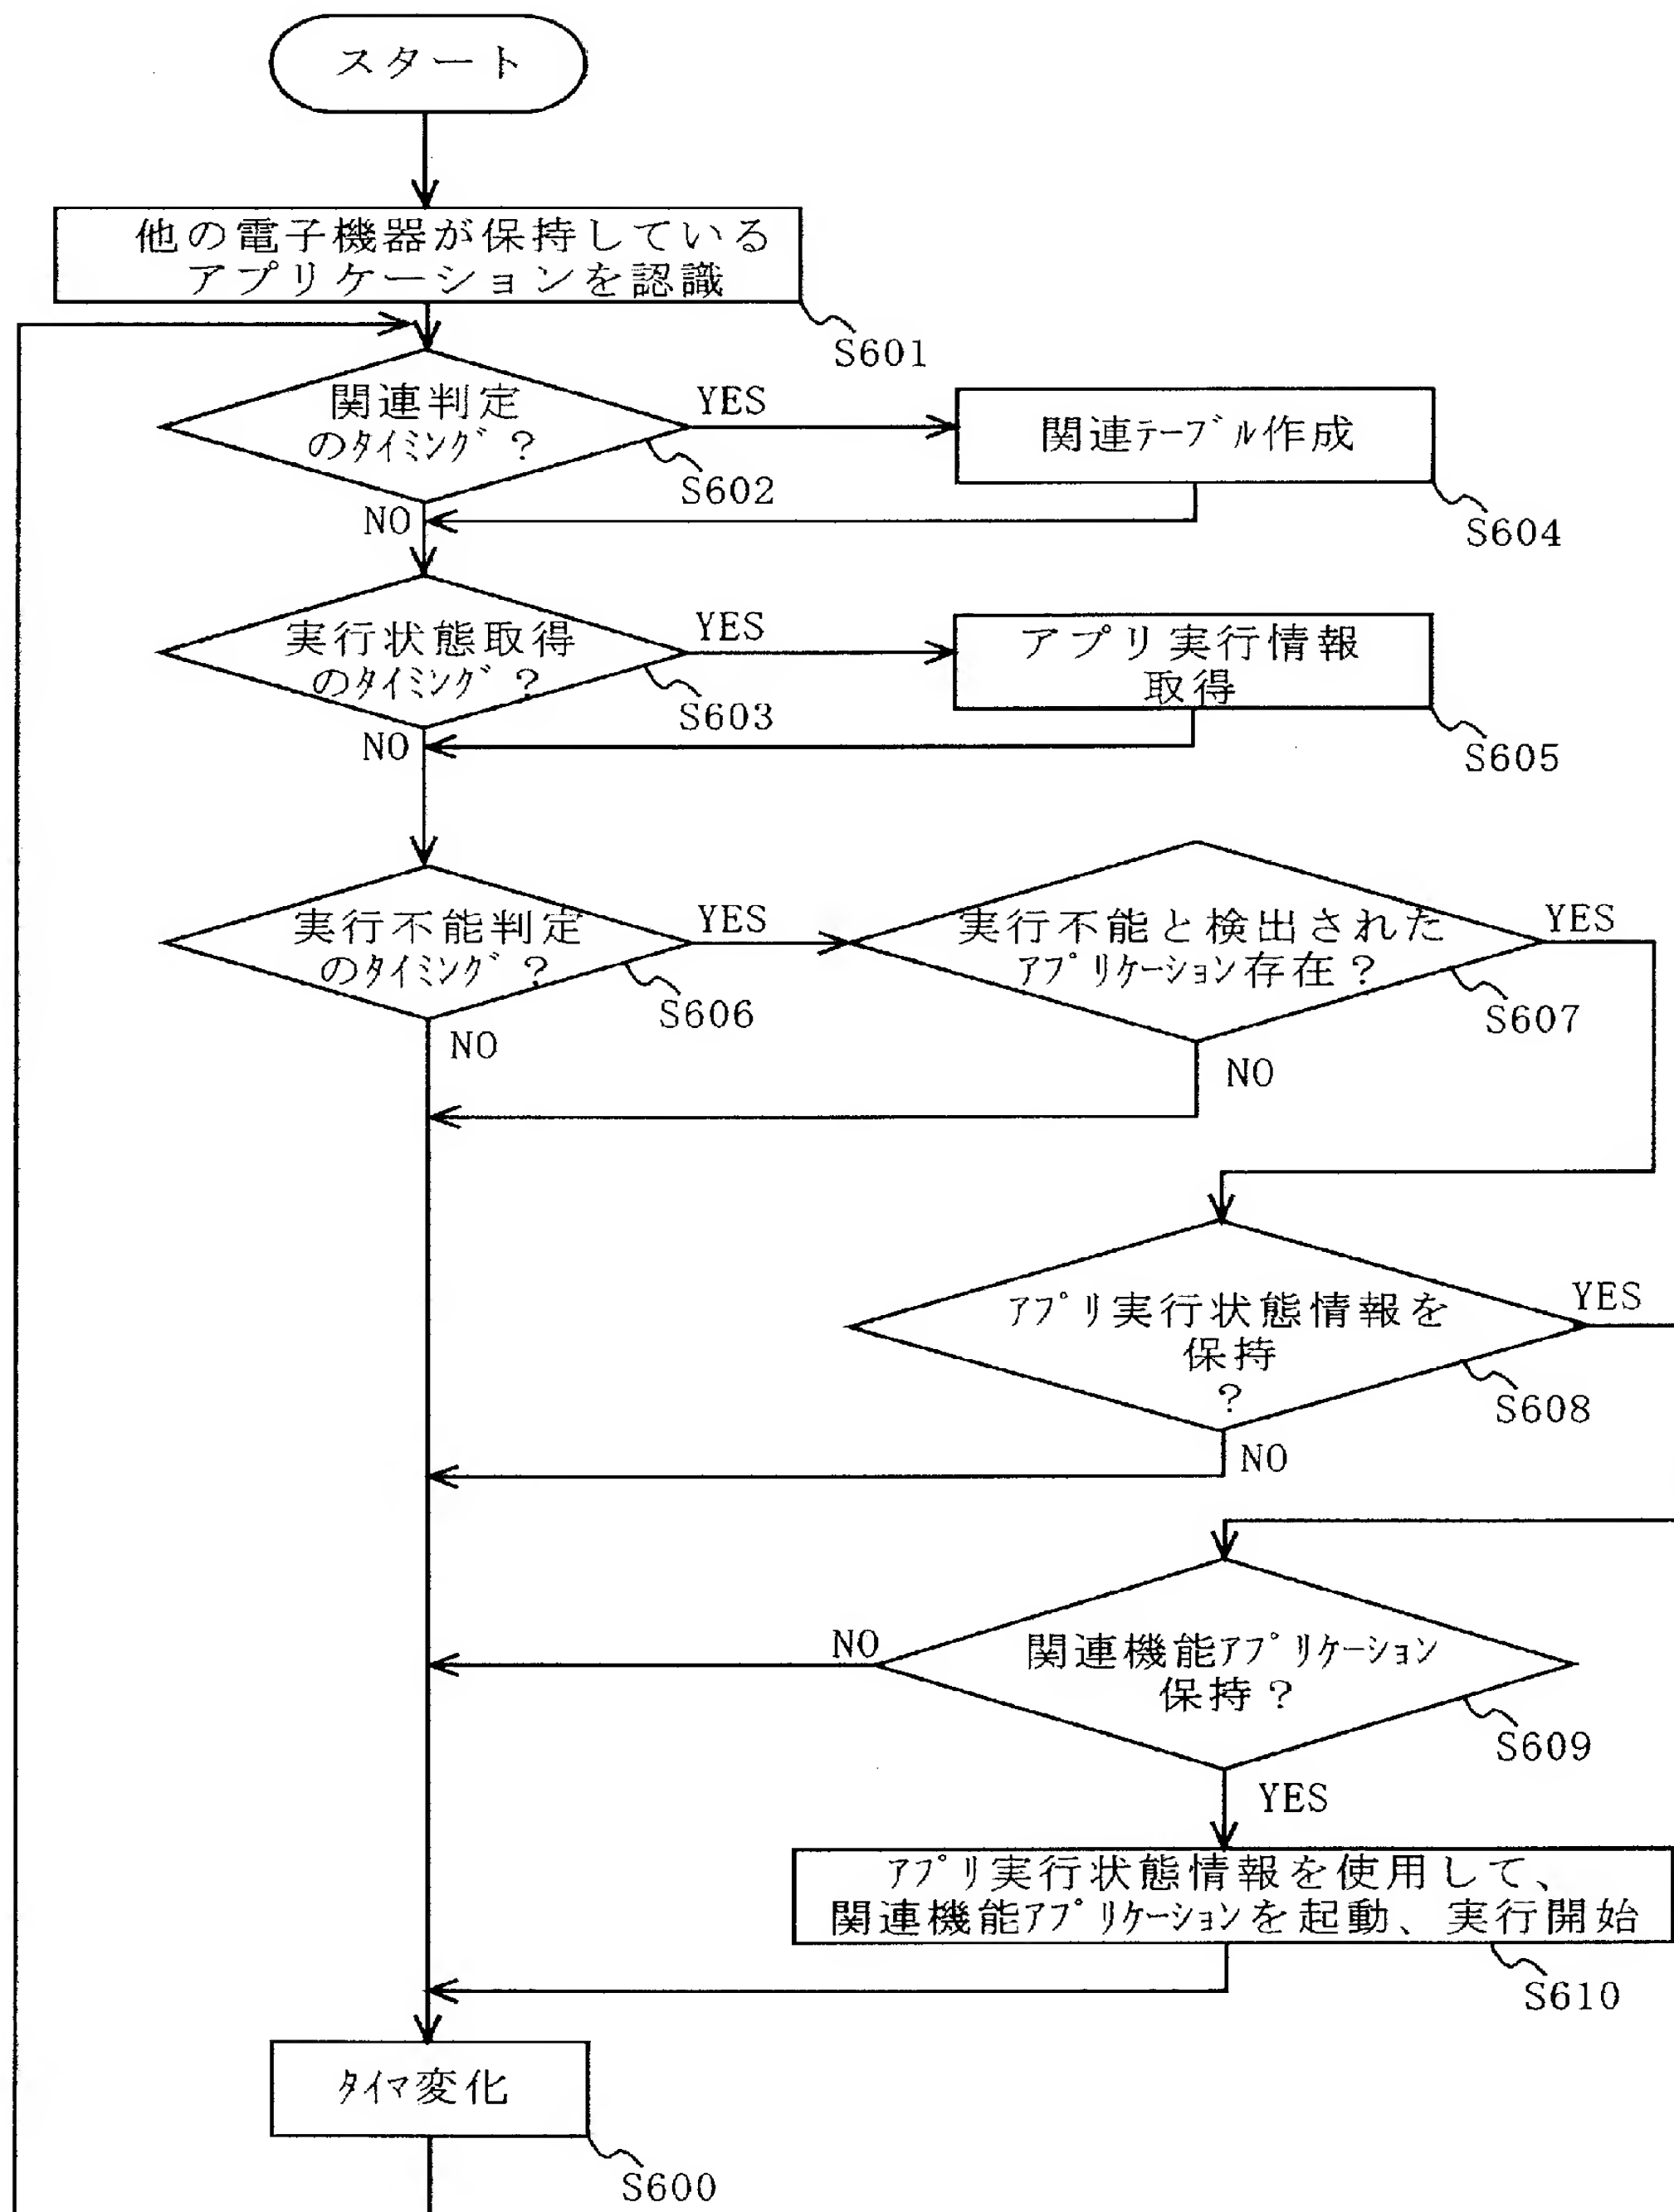 スタート
他の電子機器が保持している
アプリケーションを認識
S601
関連判定
のタイミング?
YES
S602
NO
関連テーブル作成
S604
実行状態取得
のタイミング?
YES
S603
NO
アプリ実行情報
取得
S605
実行不能判定
のタイミング?
YES
S606
NO
実行不能と検出された
アプリケーション存在?
YES
S607
NO
アプリ実行状態情報を
保持
?
YES
S608
NO
関連機能アプリケーション
保持?
NO
S609
YES
アプリ実行状態情報を使用して、
関連機能アプリケーションを起動、実行開始
S610
タイマ変化
S600